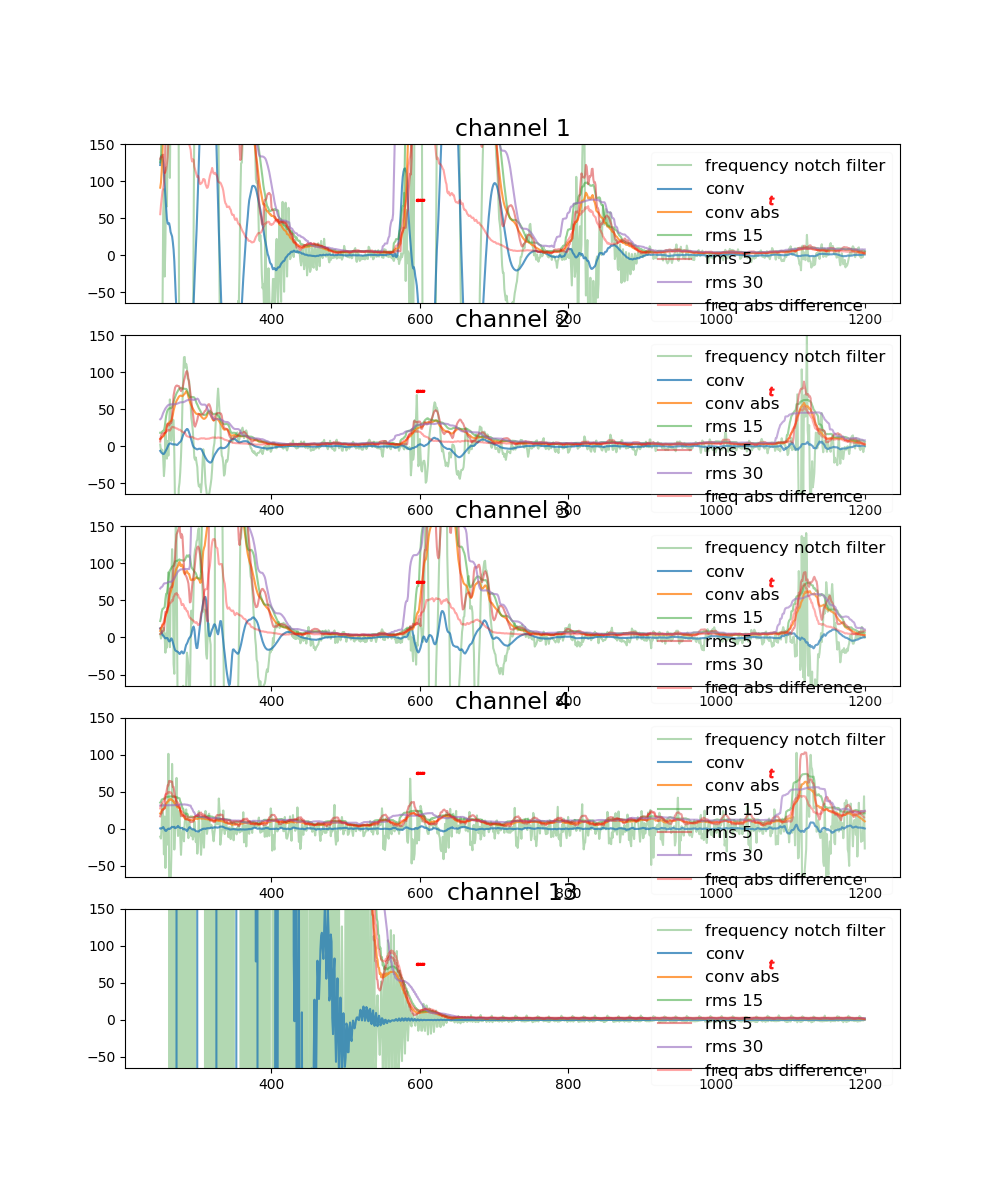 channel 1
150
100
50
0
−50
400
600
800
1000
1200
frequency notch filter
conv
conv abs
rms 15
rms 5
rms 30
freq abs difference
-
t
channel 2
150
100
50
0
−50
400
600
800
1000
1200
frequency notch filter
conv
conv abs
rms 15
rms 5
rms 30
freq abs difference
-
t
channel 3
150
100
50
0
−50
400
600
800
1000
1200
frequency notch filter
conv
conv abs
rms 15
rms 5
rms 30
freq abs difference
-
t
channel 4
150
100
50
0
−50
400
600
800
1000
1200
frequency notch filter
conv
conv abs
rms 15
rms 5
rms 30
freq abs difference
-
t
channel 13
150
100
50
0
−50
400
600
800
1000
1200
frequency notch filter
conv
conv abs
rms 15
rms 5
rms 30
freq abs difference
-
t